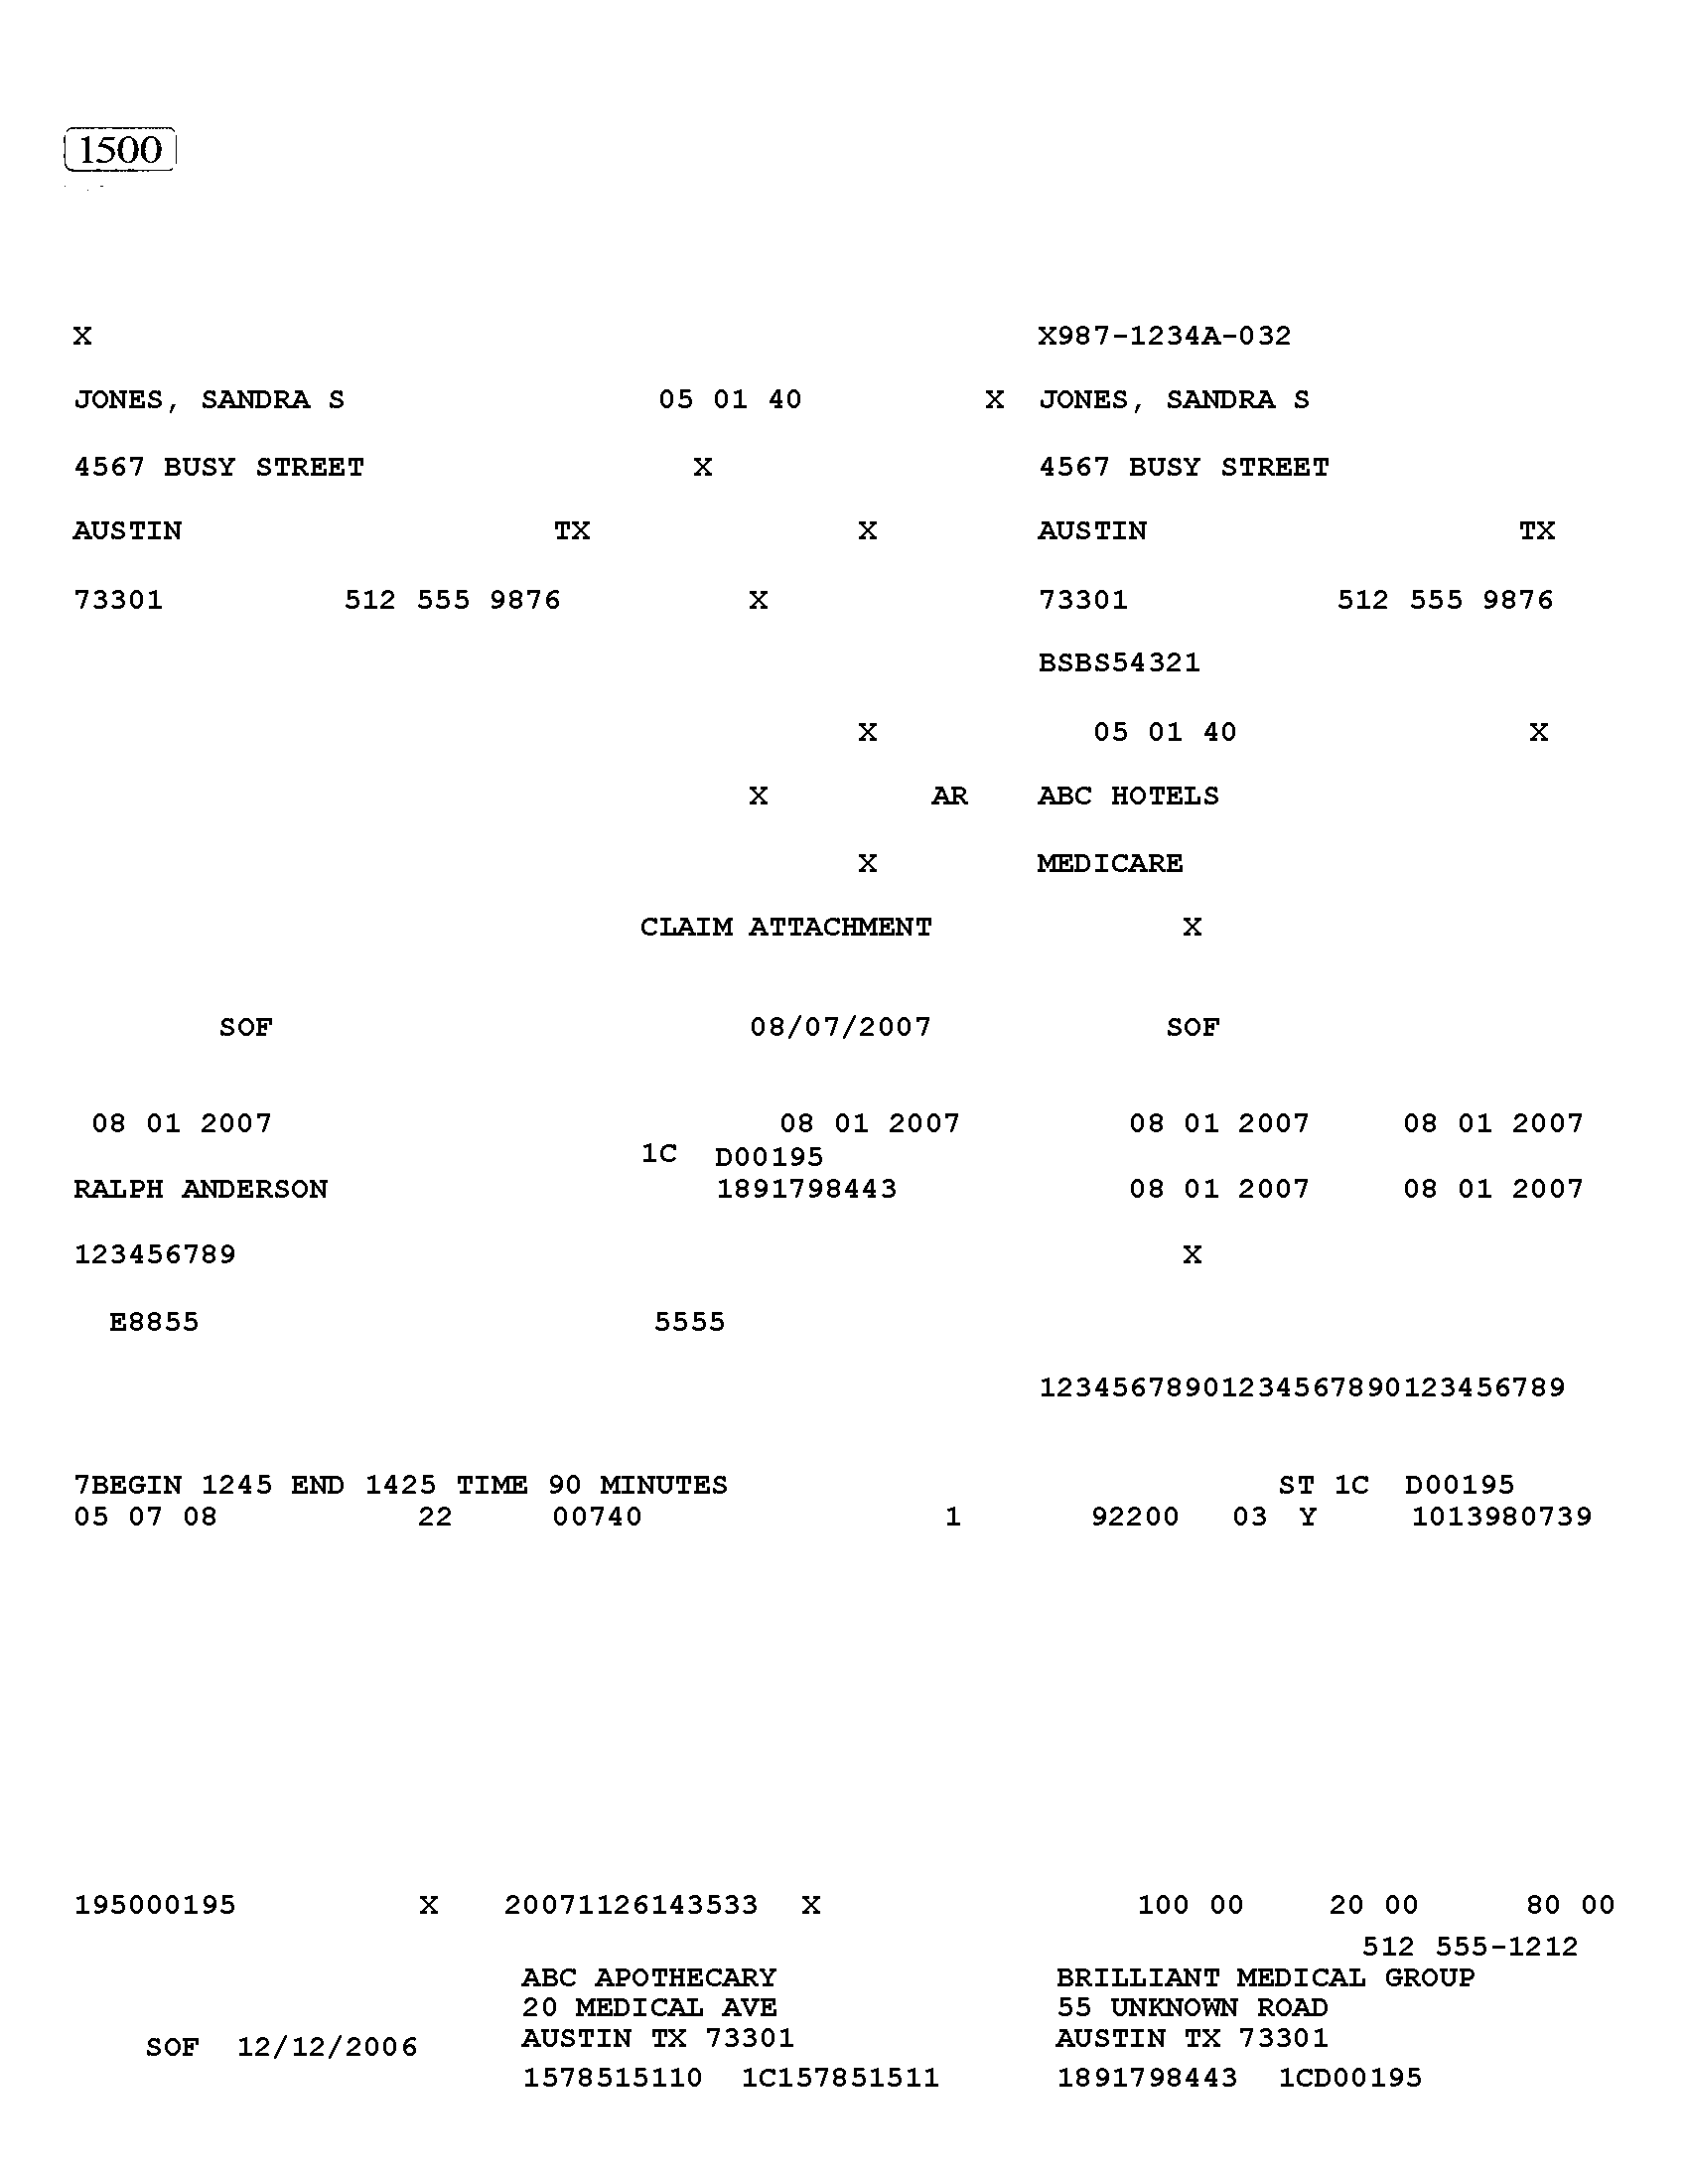 1500
X X987-1234A-032
JONES, SANDRA S 05 01 40 X JONES, SANDRA S
4567 BUSY STREET X 4567 BUSY STREET
AUSTIN TX X AUSTIN TX
73301 512 555 9876 X 73301 512 555 9876
BSBS54321
X 05 01 40 X
X AR ABC HOTELS
X MEDICARE
CLAIM ATTACHMENT X
SOF 08/07/2007 SOF
08 01 2007 08 01 2007 08 01 2007 08 01 2007
1C D00195
RALPH ANDERSON 1891798443 08 01 2007 08 01 2007
123456789 X
E8855 5555
12345678901234567890123456789
7BEGIN 1245 END 1425 TIME 90 MINUTES ST 1C D00195
05 07 08 22 00740 1 92200 03 Y 1013980739
195000195 X 20071126143533 X 100 00 20 00 80 00
512 555-1212
ABC APOTHECARY BRILLIANT MEDICAL GROUP
20 MEDICAL AVE 55 UNKNOWN ROAD
AUSTIN TX 73301 AUSTIN TX 73301
SOF 12/12/2006
1578515110 1C157851511 1891798443 1CD00195